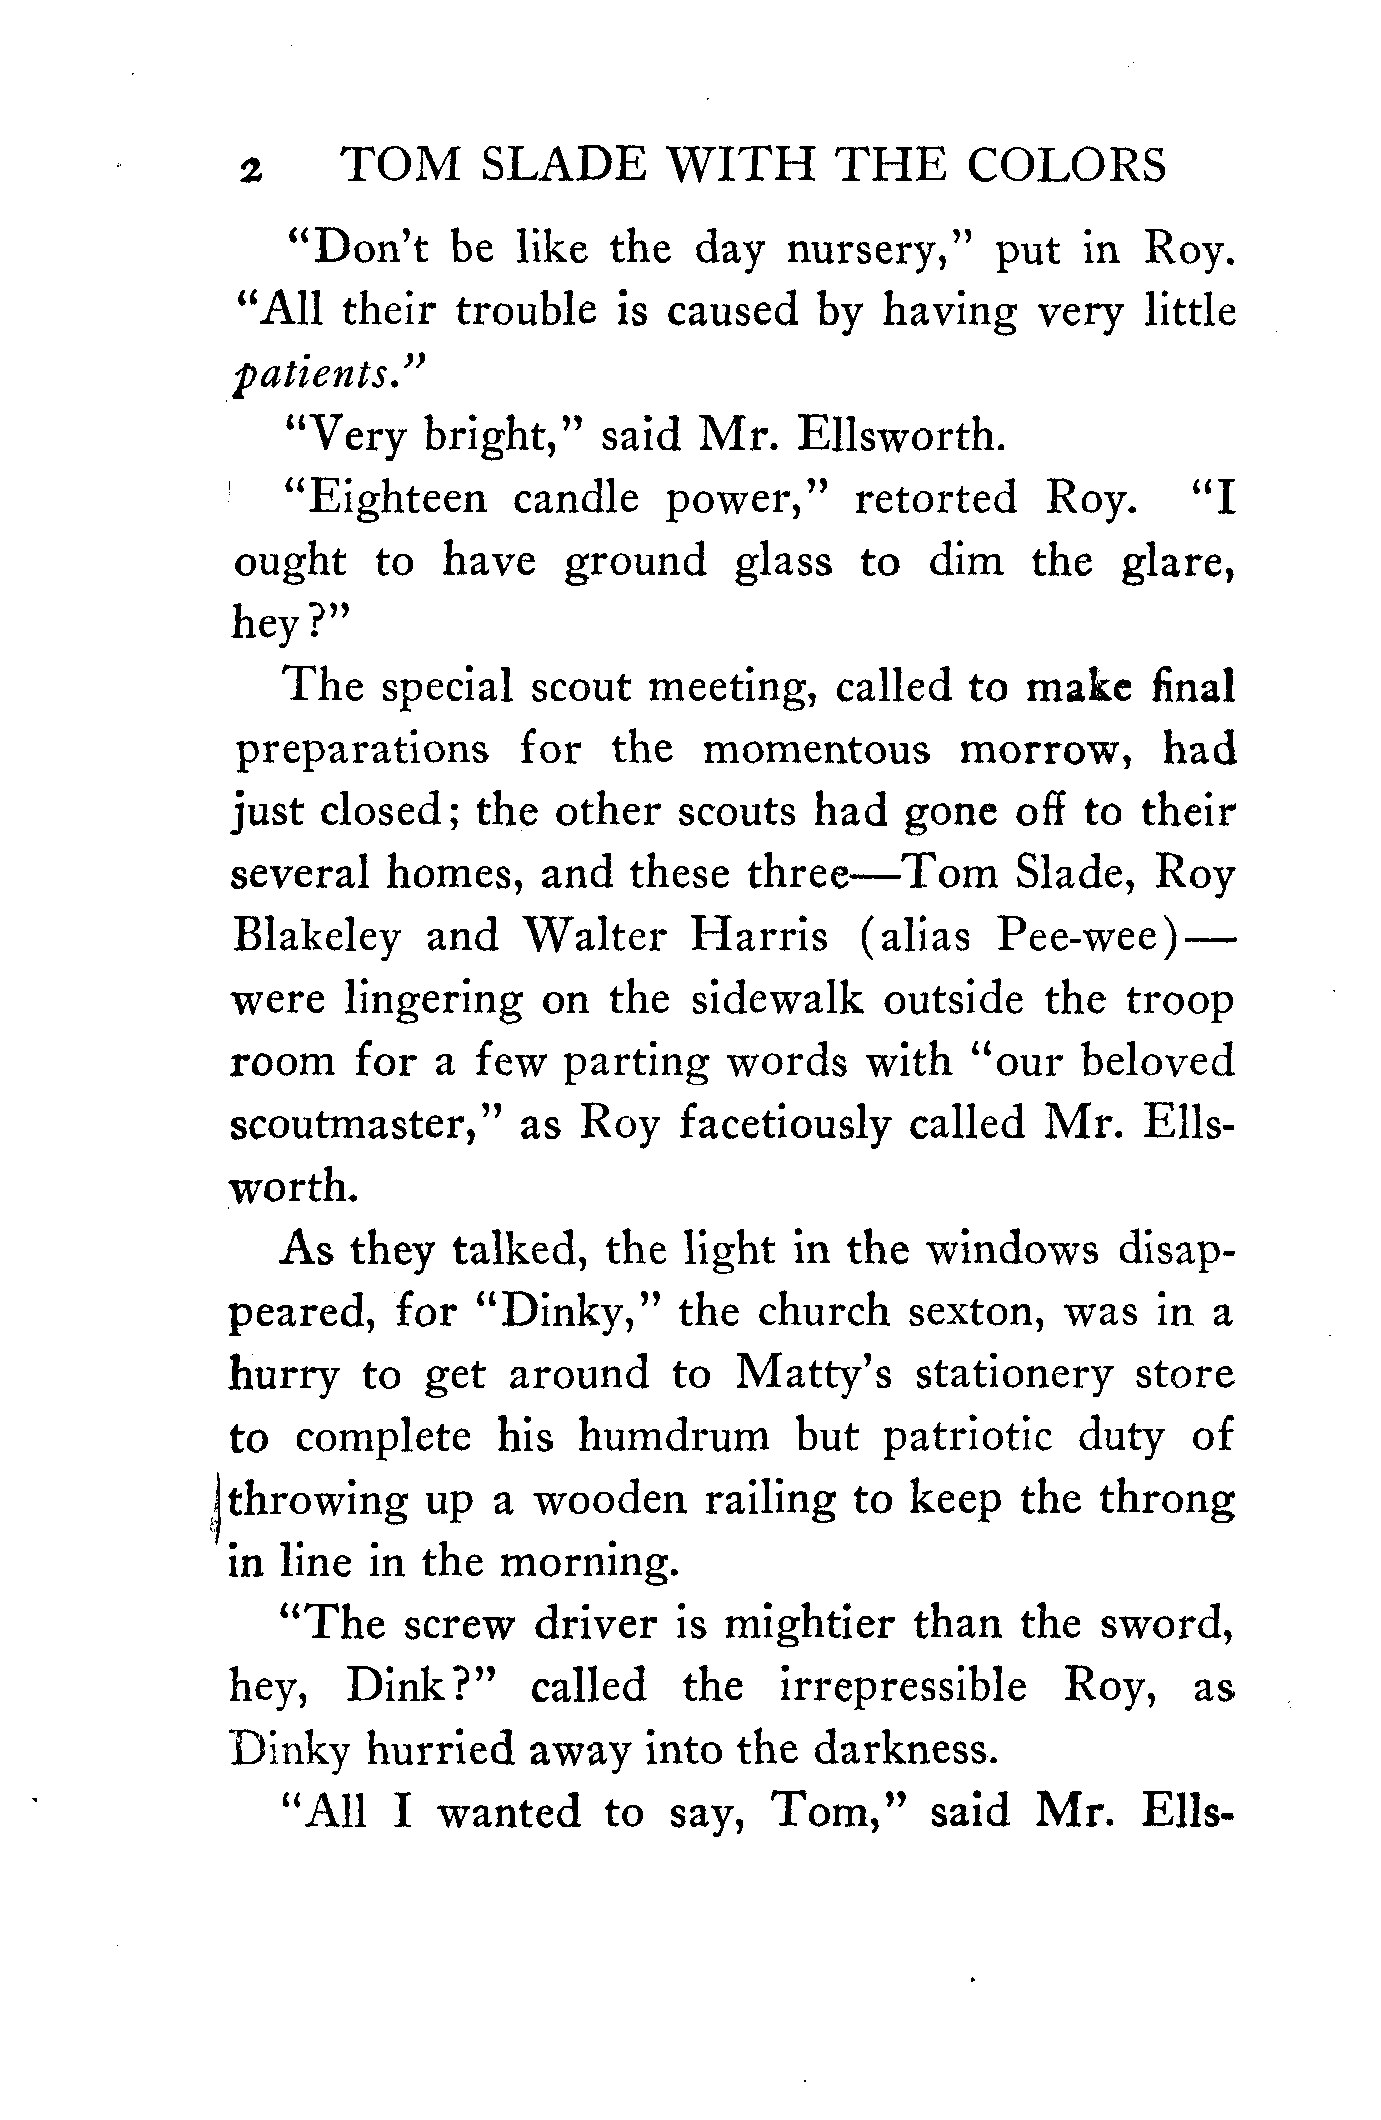 2 TOM SLADE WITH THE COLORS
“Don’t be like the day nursery,” put in Roy.
“All their trouble is caused by having very little
patients.”
“Very bright,” said Mr. Ellsworth.
“Eighteen candle power,” retorted Roy. “I
ought to have ground glass to dim the glare,
hey?”
The special scout meeting, called to make final
preparations for the momentous morrow, had
just closed; the other scouts had gone off to their
several homes, and these three—Tom Slade, Roy
Blakeley and Walter Harris (alias Pee-wee)—
were lingering on the sidewalk outside the troop
room for a few parting words with “our beloved
scoutmaster,” as Roy facetiously called Mr. Ells-
worth.
As they talked, the light in the windows disap-
peared, for “Dinky,” the church sexton, was in a
hurry to get around to Matty’s stationery store
to complete his humdrum but patriotic duty of
throwing up a wooden railing to keep the throng
in line in the morning.
“The screw driver is mightier than the sword,
hey, Dink?” called the irrepressible Roy, as
Dinky hurried away into the darkness.
“All I wanted to say, Tom,” said Mr. Ells-